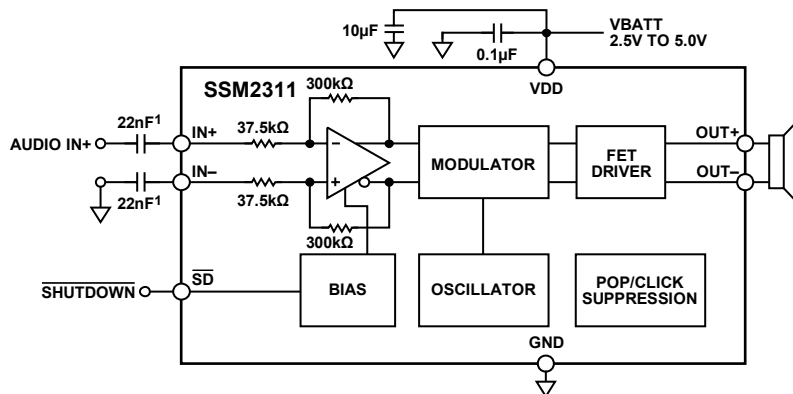 10µF
0.1µF
VBATT
2.5V TO 5.0V
VDD
SSM2311
300kΩ
22nF1
IN+
37.5kΩ
AUDIO IN+
IN–
37.5kΩ
22nF1
300kΩ
−
+
MODULATOR
FET
DRIVER
OUT+
OUT–
SHUTDOWN
SD
BIAS
OSCILLATOR
POP/CLICK
SUPPRESSION
GND